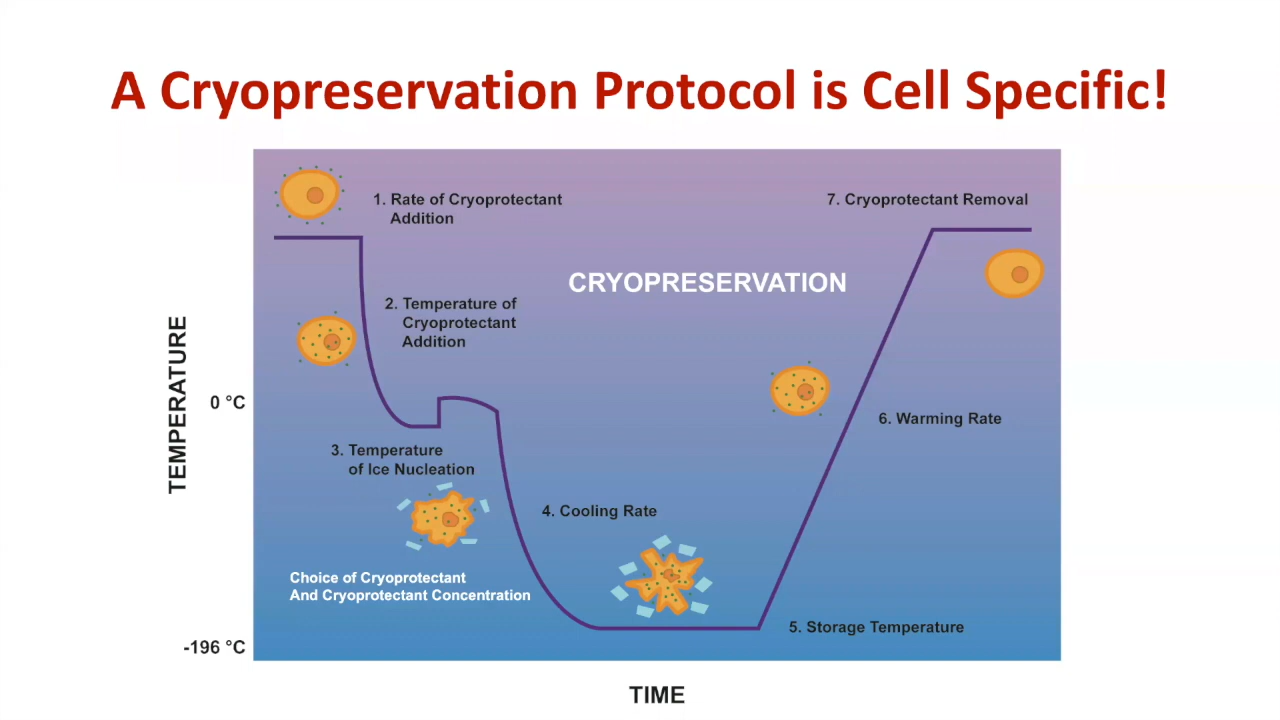 A Cryopreservation Protocol is Cell Specific!
1. Rate of Cryoprotectant
Addition
7. Cryoprotectant Removal
CRYOPRESERVATION
2. Temperature of
Cryoprotectant
Addition
TEMPERATURE
0 °C
6. Warming Rate
3. Temperature
of Ice Nucleation
4. Cooling Rate
Choice of Cryoprotectant
And Cryoprotectant Concentration
5. Storage Temperature
-196 °C
TIME